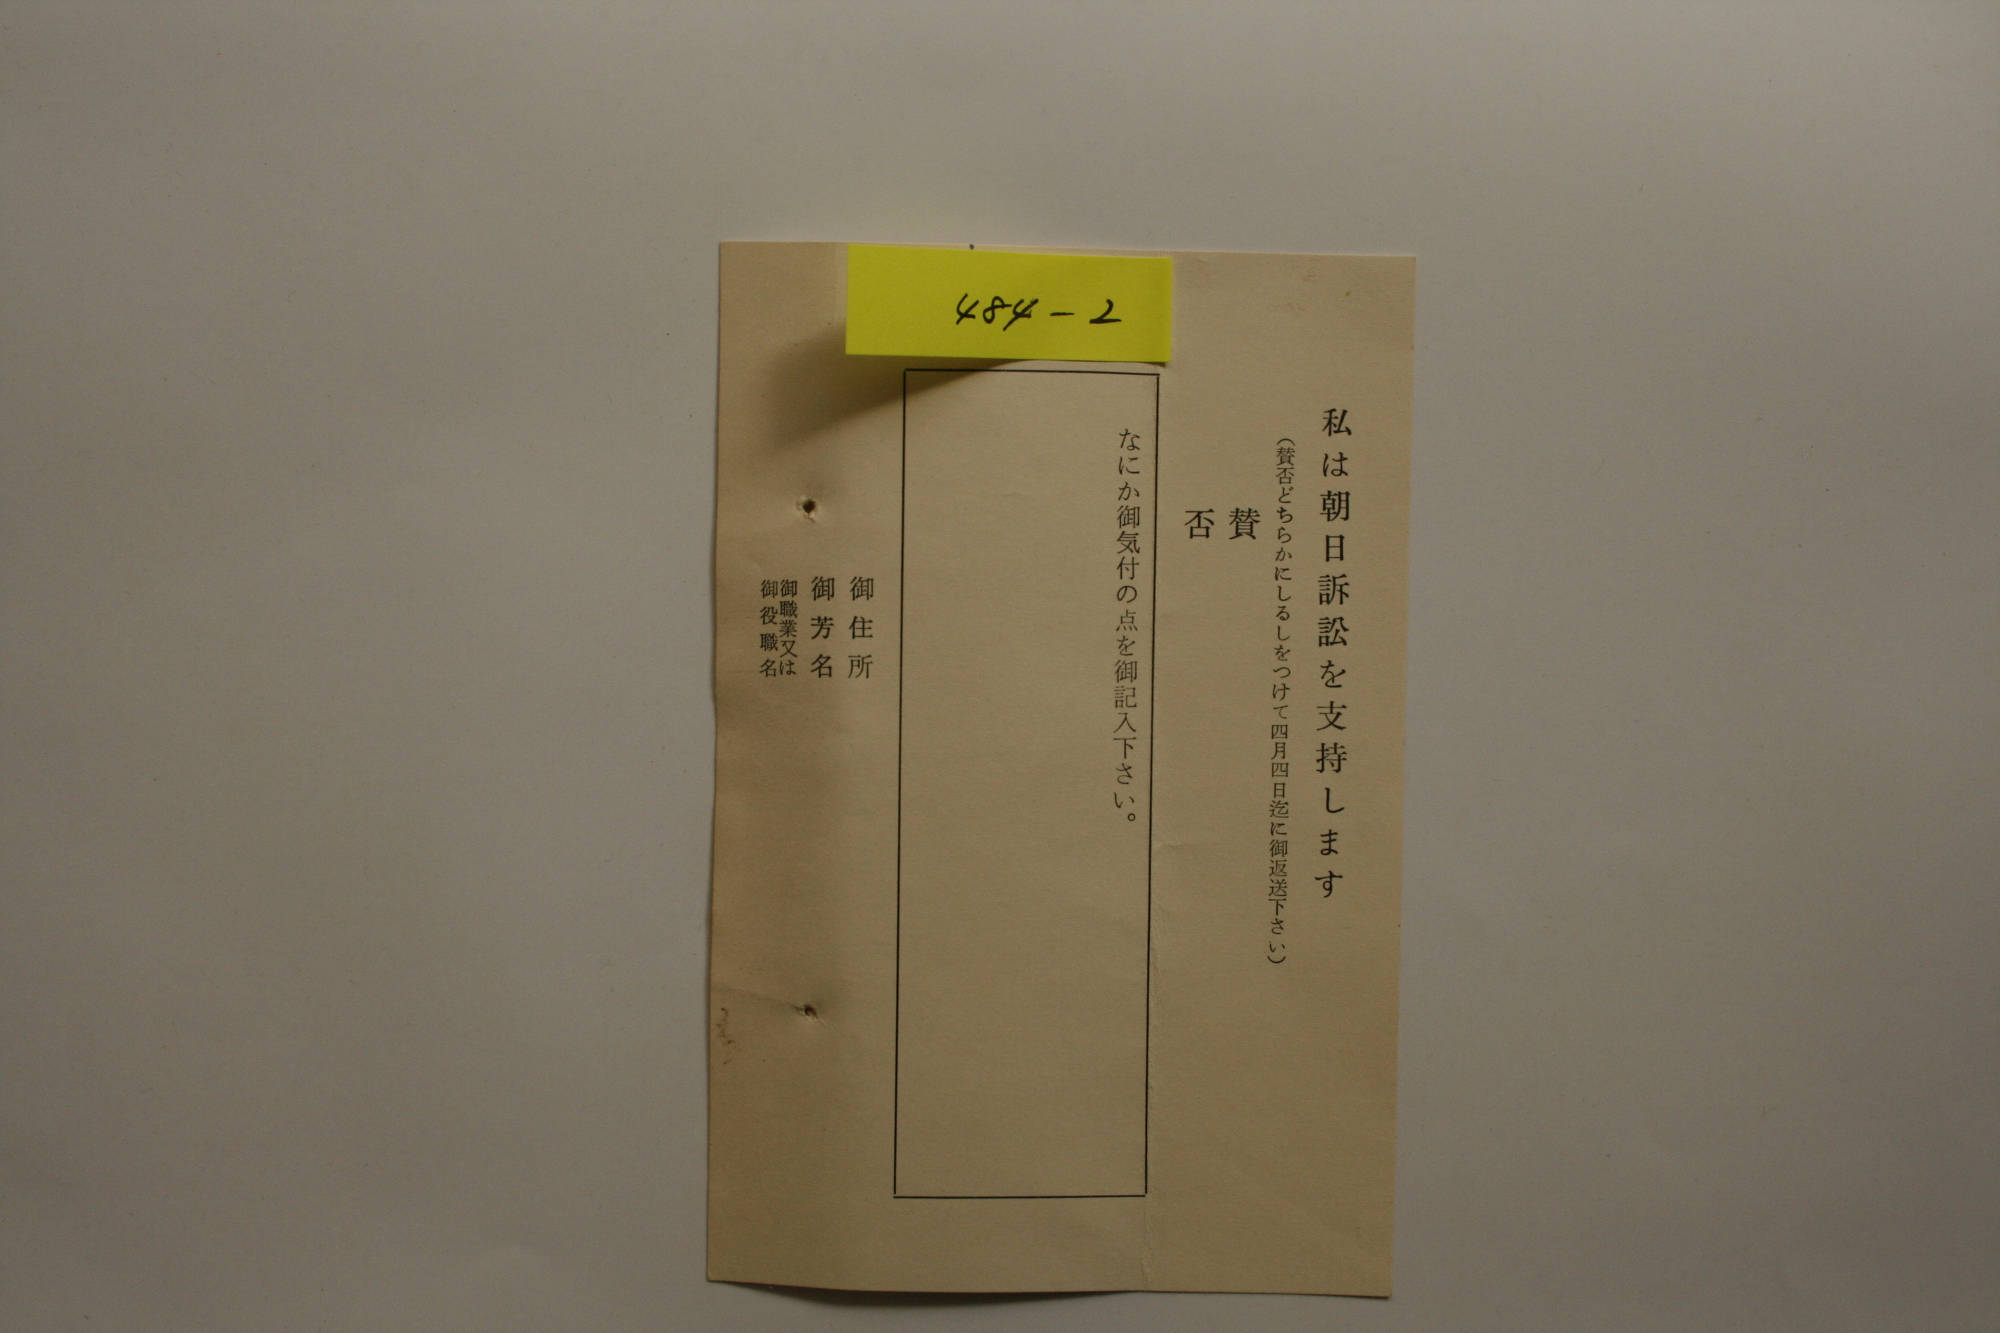 484-2
私は朝日訴訟を支持します
（賛否どちらかにしるしをつけて四月四日迄に御返送下さい）
賛
否
なにか御気付の点を御記入下さい。
御住所
御芳名
御職業又は
御役職名